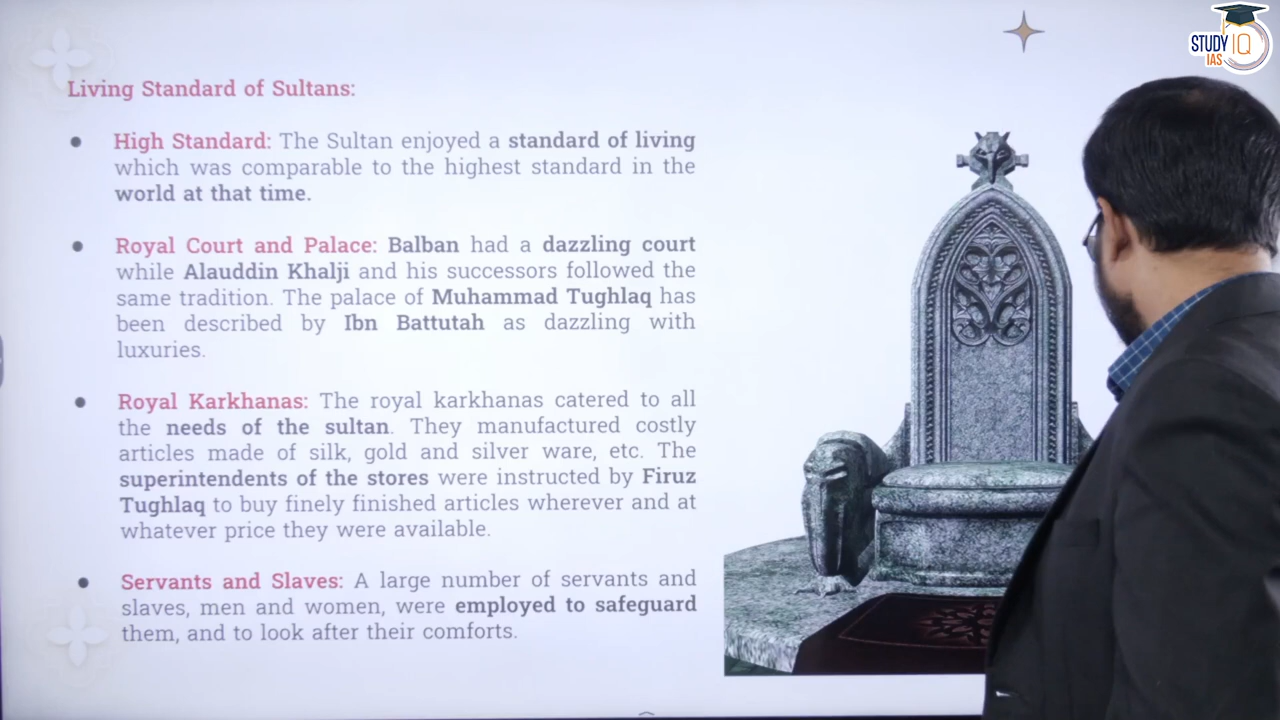 STUDY IQ
IAS
Living Standard of Sultans:
● High Standard: The Sultan enjoyed a standard of living
which was comparable to the highest standard in the
world at that time.
● Royal Court and Palace: Balban had a dazzling court
while Alauddin Khalji and his successors followed the
same tradition. The palace of Muhammad Tughlaq has
been described by Ibn Battutah as dazzling with
luxuries.
● Royal Karkhanas: The royal karkhanas catered to all
the needs of the sultan. They manufactured costly
articles made of silk, gold and silver ware, etc. The
superintendents of the stores were instructed by Firuz
Tughlaq to buy finely finished articles wherever and at
whatever price they were available.
● Servants and Slaves: A large number of servants and
slaves, men and women, were employed to safeguard
them, and to look after their comforts.